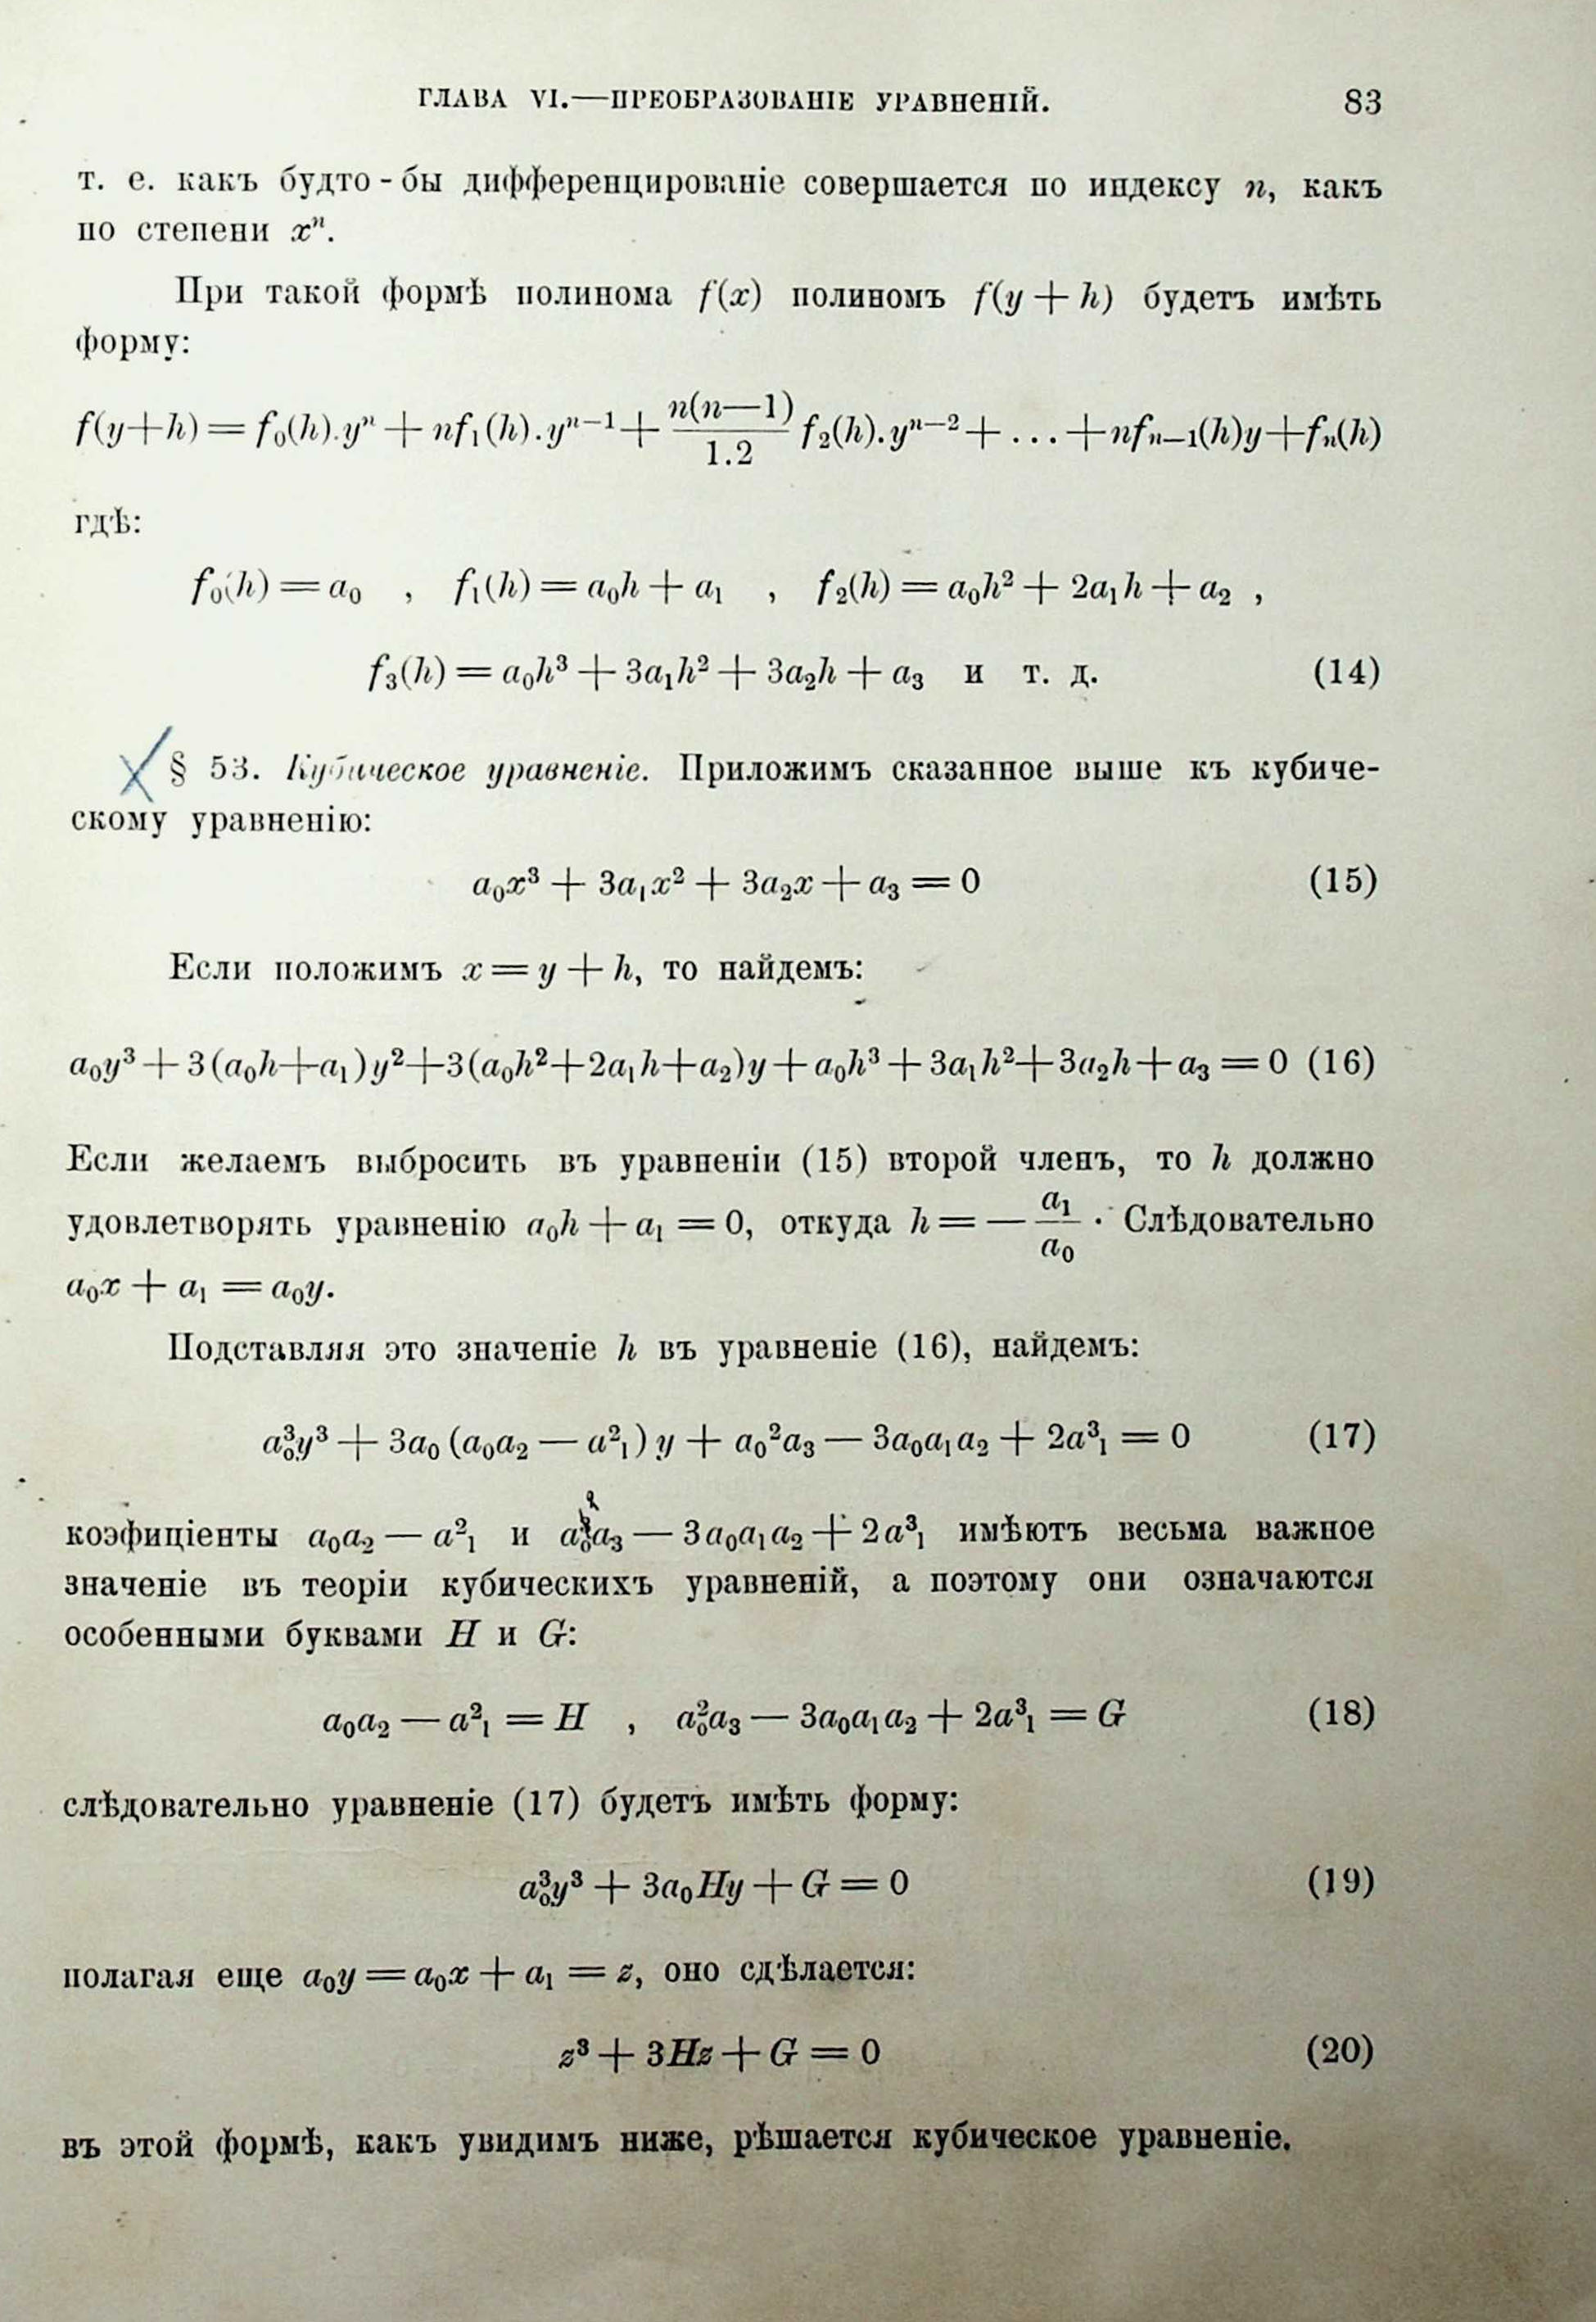 ГЛАВА VI.—ПРЕОБРАЗОВАНІЕ УРАВНЕНІЙ. 83
т. е. какъ будто-бы дифференцированіе совершается по индексу n, какъ
по степени xⁿ.
При такой формѣ полинома f(x) полиномъ f(y + h) будетъ имѣть
форму:
f(y+h) = f₀(h).yⁿ + nf₁(h).yⁿ⁻¹ + n(n—1)/1.2 f₂(h).yⁿ⁻² + ... + nfₙ₋₁(h)y + fₙ(h)
гдѣ:
f₀(h) = a₀ , f₁(h) = a₀h + a₁ , f₂(h) = a₀h² + 2a₁h + a₂ ,
f₃(h) = a₀h³ + 3a₁h² + 3a₂h + a₃ и т. д. (14)
§ 53. Кубическое уравненіе. Приложимъ сказанное выше къ кубиче-
скому уравненію:
a₀x³ + 3a₁x² + 3a₂x + a₃ = 0 (15)
Если положимъ x = y + h, то найдемъ:
a₀y³ + 3(a₀h+a₁)y² + 3(a₀h²+2a₁h+a₂)y + a₀h³ + 3a₁h² + 3a₂h + a₃ = 0 (16)
Если желаемъ выбросить въ уравненіи (15) второй членъ, то h должно
удовлетворять уравненію a₀h + a₁ = 0, откуда h = — a₁/a₀ . Слѣдовательно
a₀x + a₁ = a₀y.
Подставляя это значеніе h въ уравненіе (16), найдемъ:
a₀³y³ + 3a₀(a₀a₂ — a²₁)y + a₀²a₃ — 3a₀a₁a₂ + 2a³₁ = 0 (17)
коэфиціенты a₀a₂ — a²₁ и a₀²a₃ — 3a₀a₁a₂ + 2a³₁ имѣютъ весьма важное
значеніе въ теоріи кубическихъ уравненій, а поэтому они означаются
особенными буквами H и G:
a₀a₂ — a²₁ = H , a₀²a₃ — 3a₀a₁a₂ + 2a³₁ = G (18)
слѣдовательно уравненіе (17) будетъ имѣть форму:
a₀³y³ + 3a₀Hy + G = 0 (19)
полагая еще a₀y = a₀x + a₁ = z, оно сдѣлается:
z³ + 3Hz + G = 0 (20)
въ этой формѣ, какъ увидимъ ниже, рѣшается кубическое уравненіе.